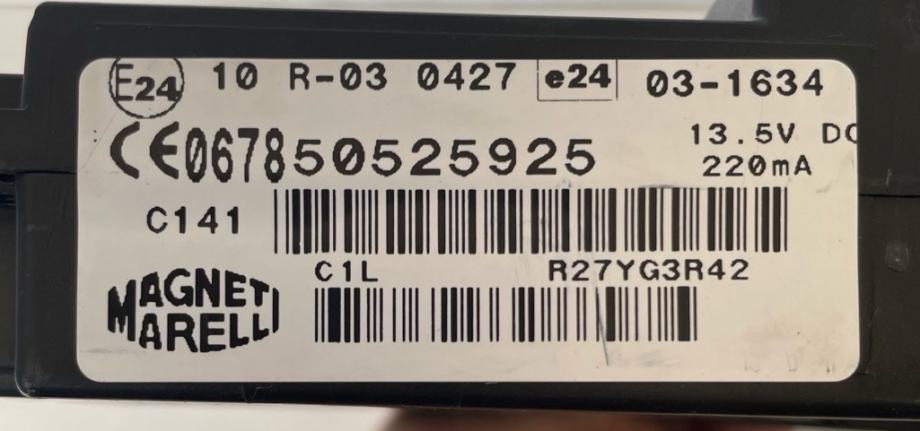 E24 10 R-03 0427 e24 03-1634
CE0678 50525925 13.5V DC
220mA
C141
C1L R27YG3R42
MAGNETI
MARELLI